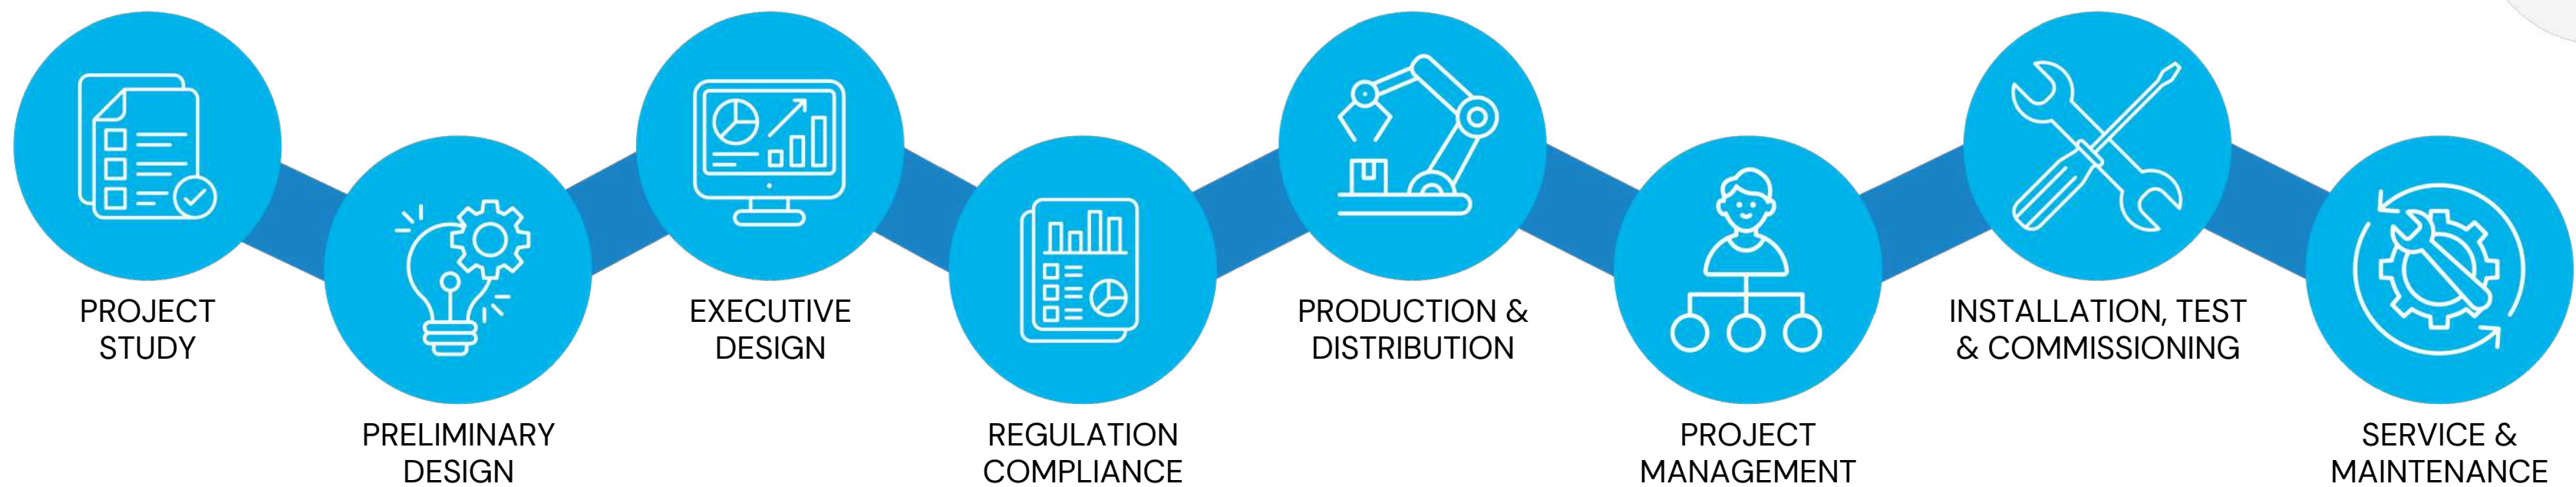 PROJECT
STUDY
PRELIMINARY
DESIGN
EXECUTIVE
DESIGN
REGULATION
COMPLIANCE
PRODUCTION &
DISTRIBUTION
PROJECT
MANAGEMENT
INSTALLATION, TEST
& COMMISSIONING
SERVICE &
MAINTENANCE